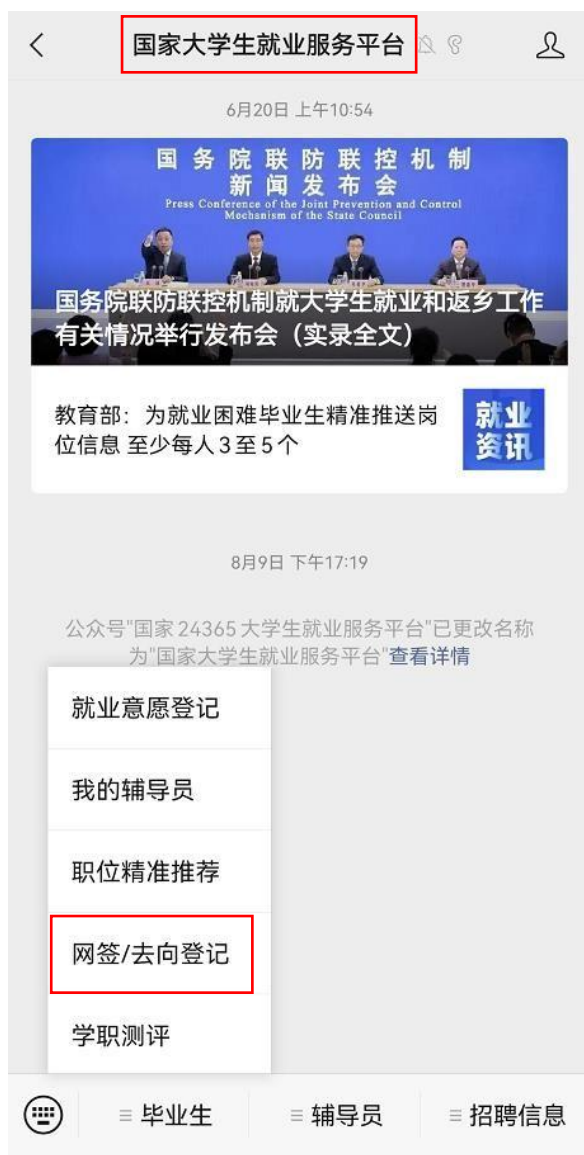 国家大学生就业服务平台
6月20日 上午10:54
国务院联防联控机制
新闻发布会
Press Conference of the Joint Prevention and Control
Mechanism of the State Council
国务院联防联控机制就大学生就业和返乡工作
有关情况举行发布会（实录全文）
教育部：为就业困难毕业生精准推送岗
位信息 至少每人3至5个
就业
资讯
8月9日 下午17:19
公众号"国家 24365 大学生就业服务平台"已更改名称
为"国家大学生就业服务平台"查看详情
就业意愿登记
我的辅导员
职位精准推荐
网签/去向登记
学职测评
毕业生
辅导员
招聘信息